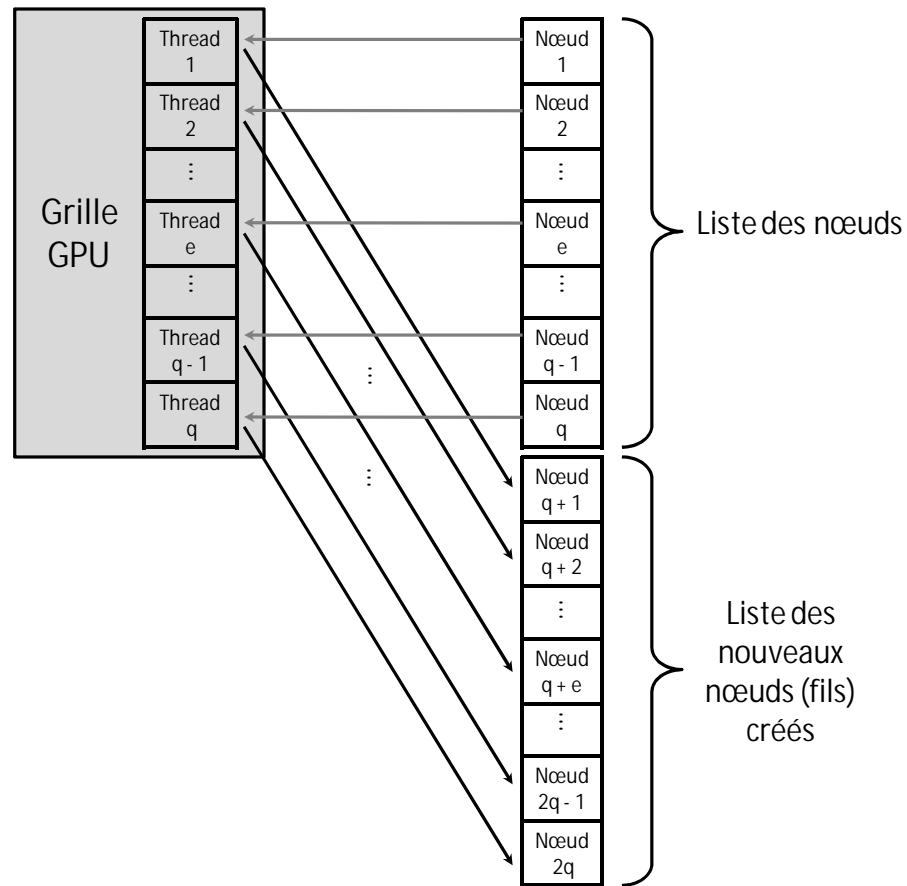 Grille
GPU
Thread
1
Thread
2
⋮
Thread
e
⋮
Thread
q - 1
Thread
q
⋮
⋮
Nœud
1
Nœud
2
⋮
Nœud
e
⋮
Nœud
q - 1
Nœud
q
Nœud
q + 1
Nœud
q + 2
⋮
Nœud
q + e
⋮
Nœud
2q - 1
Nœud
2q
Liste des nœuds
Liste des
nouveaux
nœuds (fils)
créés